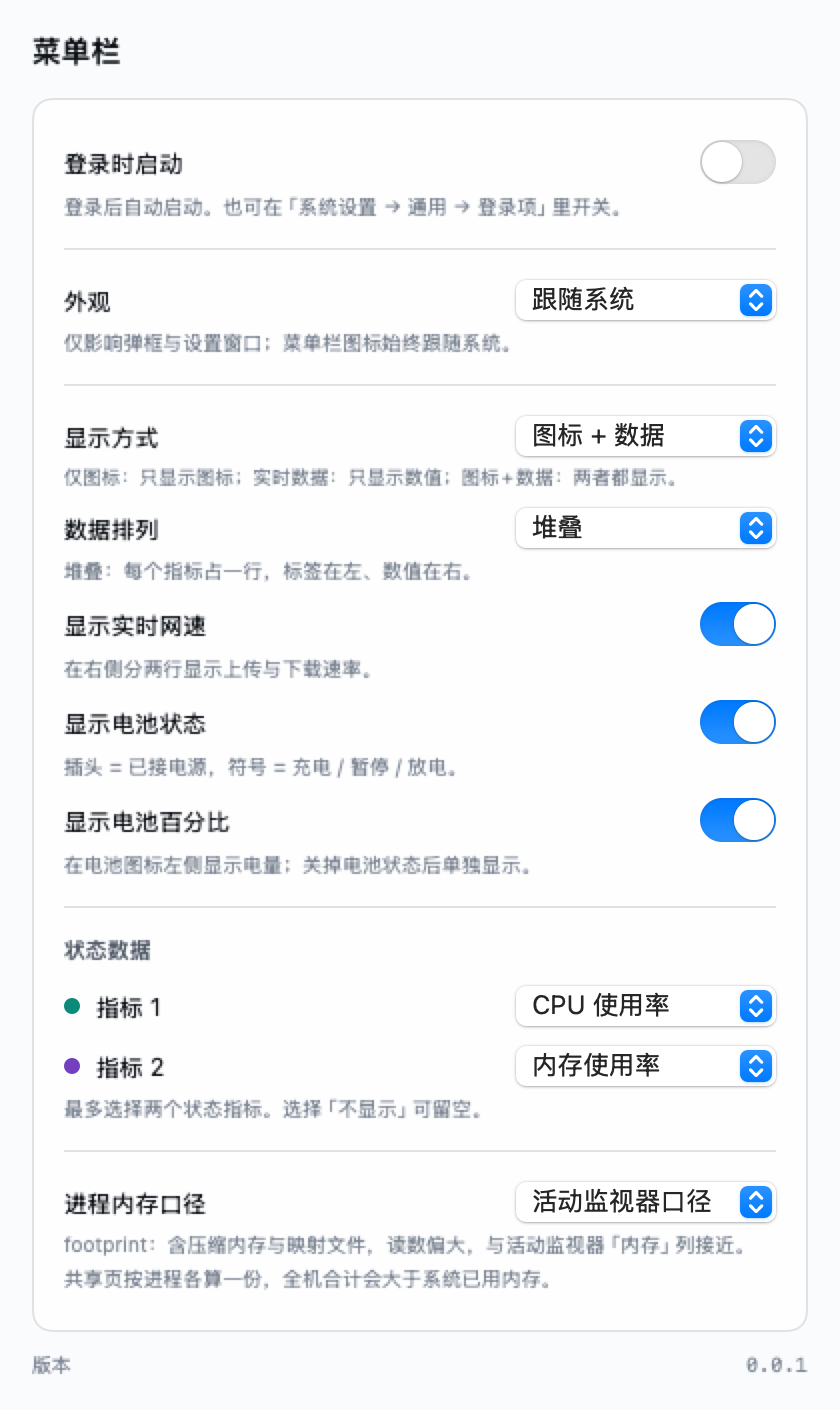 菜单栏
登录时启动
登录后自动启动。也可在「系统设置 → 通用 → 登录项」里开关。
外观
跟随系统
仅影响弹框与设置窗口；菜单栏图标始终跟随系统。
显示方式
图标 + 数据
仅图标：只显示图标；实时数据：只显示数值；图标+数据：两者都显示。
数据排列
堆叠
堆叠：每个指标占一行，标签在左、数值在右。
显示实时网速
在右侧分两行显示上传与下载速率。
显示电池状态
插头 = 已接电源，符号 = 充电 / 暂停 / 放电。
显示电池百分比
在电池图标左侧显示电量；关掉电池状态后单独显示。
状态数据
指标 1
CPU 使用率
指标 2
内存使用率
最多选择两个状态指标。选择「不显示」可留空。
进程内存口径
活动监视器口径
footprint：含压缩内存与映射文件，读数偏大，与活动监视器「内存」列接近。
共享页按进程各算一份，全机合计会大于系统已用内存。
版本
0.0.1